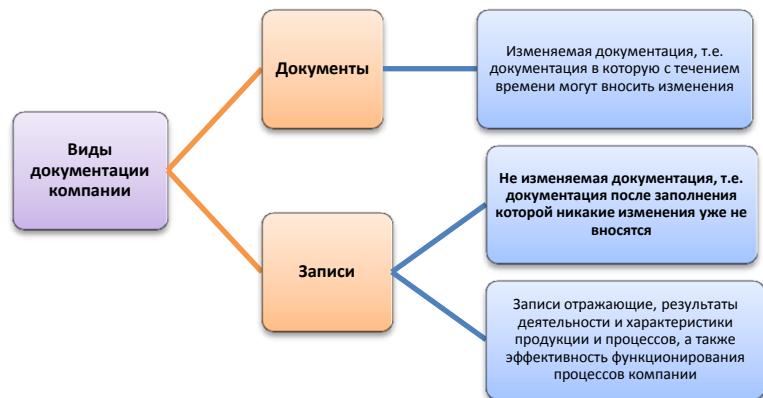 Виды
документации
компании
Документы
Изменяемая документация, т.е.
документация в которую с течением
времени могут вносить изменения
Записи
Не изменяемая документация, т.е.
документация после заполнения
которой никакие изменения уже не
вносятся
Записи отражающие, результаты
деятельности и характеристики
продукции и процессов, а также
эффективность функционирования
процессов компании